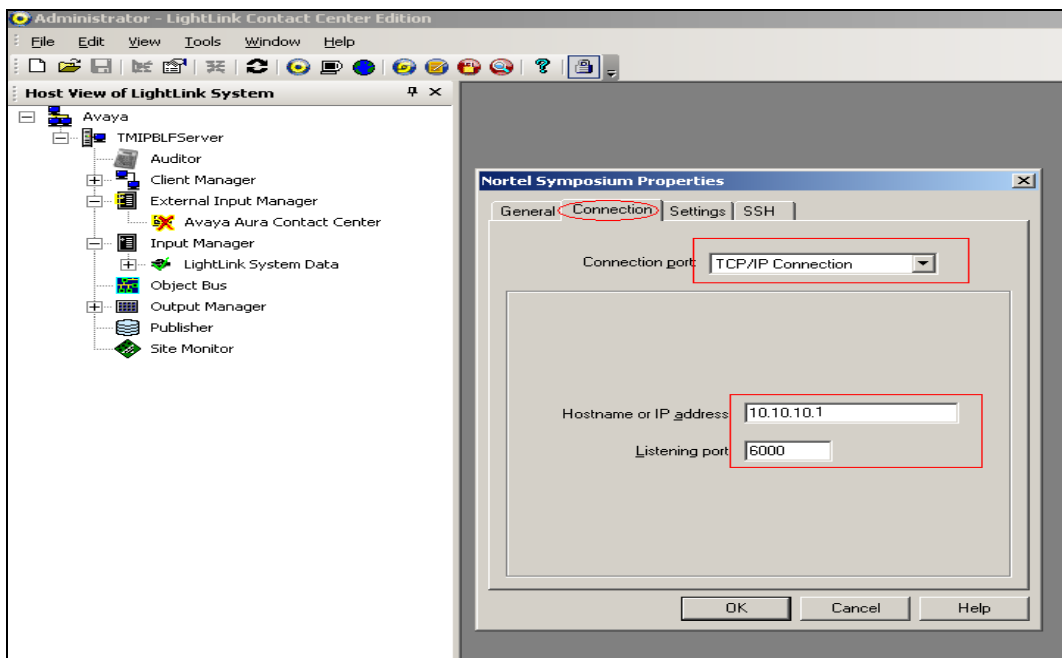 Administrator - LightLink Contact Center Edition
File Edit View Tools Window Help
Host View of LightLink System
Avaya
TMIPBLFServer
Auditor
Client Manager
External Input Manager
Avaya Aura Contact Center
Input Manager
LightLink System Data
Object Bus
Output Manager
Publisher
Site Monitor
Nortel Symposium Properties
General Connection Settings SSH
Connection port TCP/IP Connection
Hostname or IP address 10.10.10.1
Listening port 6000
OK Cancel Help